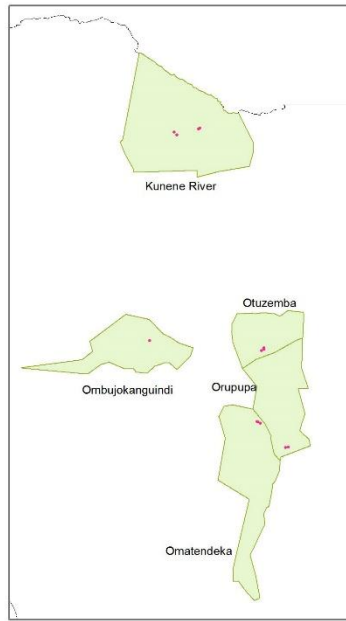 Kunene River
Otuzemba
Ombujokanguindi
Orupupa
Omatendeka